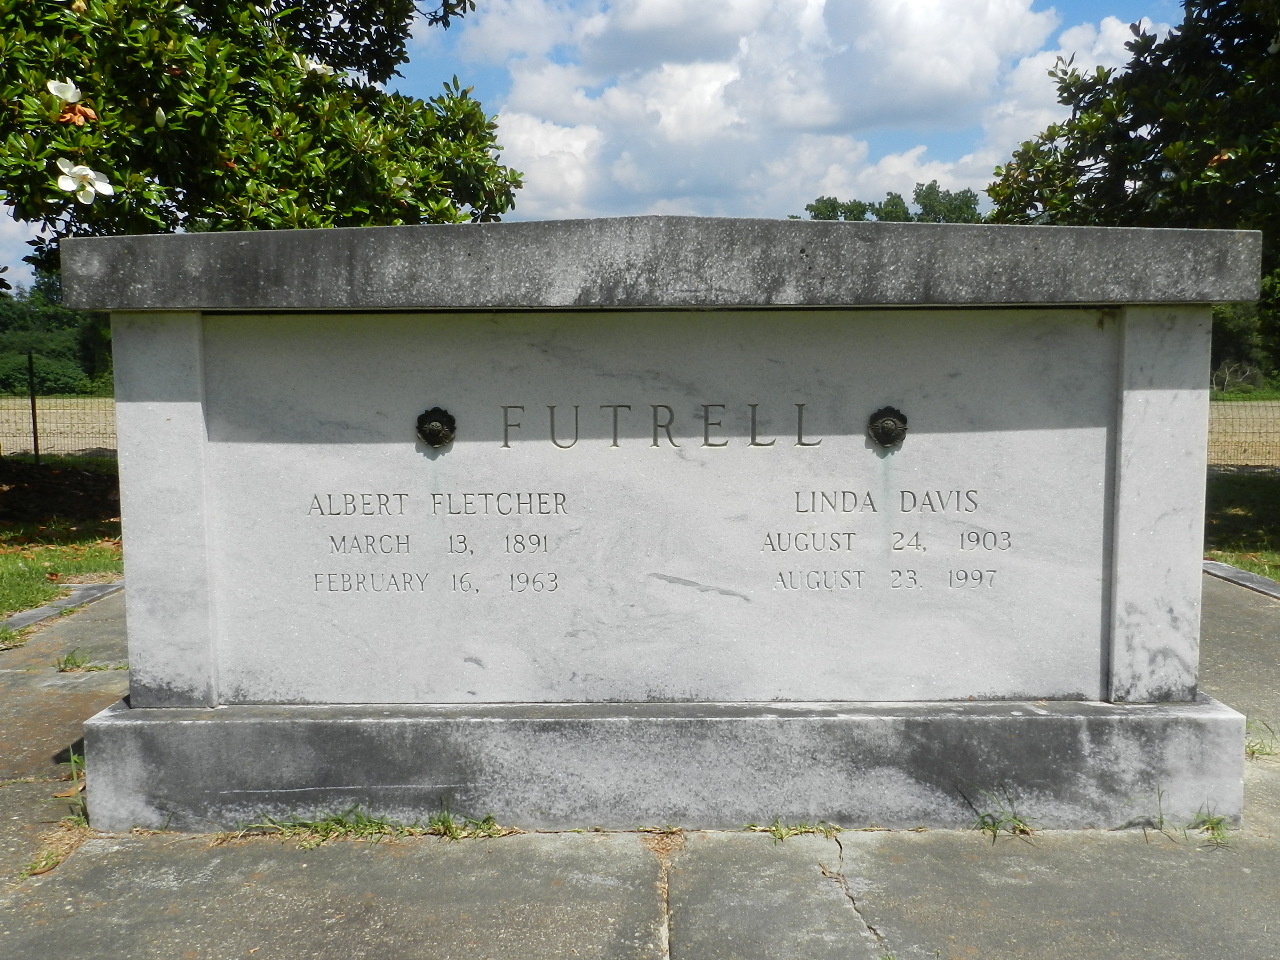 FUTRELL
ALBERT FLETCHER
MARCH 13, 1891
FEBRUARY 16, 1963
LINDA DAVIS
AUGUST 24, 1903
AUGUST 23, 1997